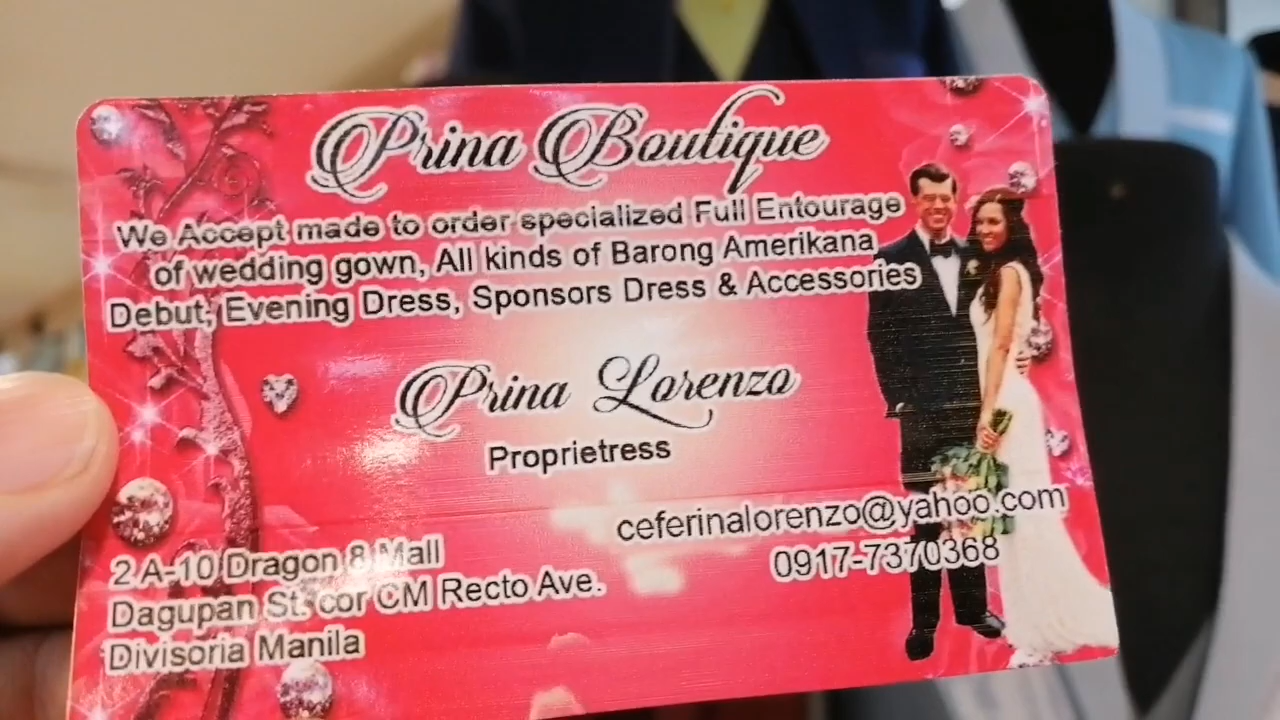 Prina Boutique
We Accept made to order specialized Full Entourage
of wedding gown, All kinds of Barong Amerikana
Debut, Evening Dress, Sponsors Dress & Accessories
Prina Lorenzo
Proprietress
ceferinalorenzo@yahoo.com
0917-7370368
2 A-10 Dragon 8 Mall
Dagupan St. cor CM Recto Ave.
Divisoria Manila